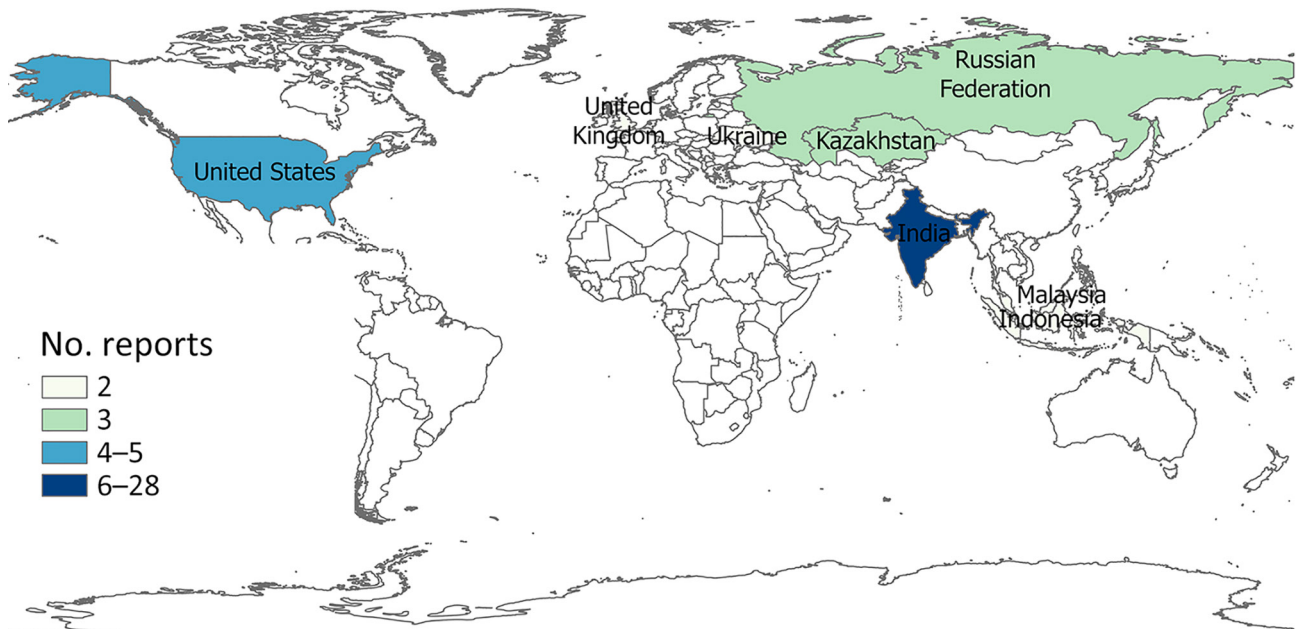 Russian
Federation
United
Kingdom
Ukraine
Kazakhstan
United States
India
Malaysia
Indonesia
No. reports
2
3
4–5
6–28